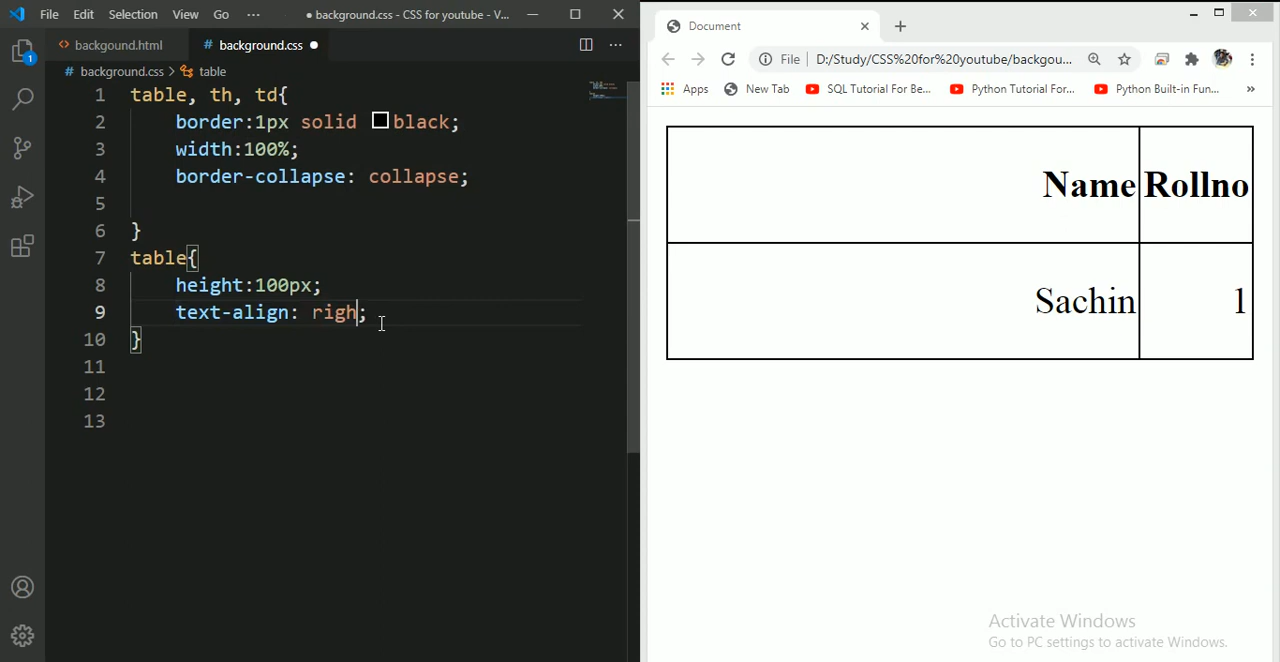 File Edit Selection View Go ··· ● background.css - CSS for youtube - V...
backgound.html # background.css ●
# background.css > table
1 table, th, td{
2 border:1px solid black;
3 width:100%;
4 border-collapse: collapse;
5
6 }
7 table{
8 height:100px;
9 text-align: righ;
10 }
11
12
13
1
Document
File D:/Study/CSS%20for%20youtube/backgou...
Apps New Tab SQL Tutorial For Be... Python Tutorial For... Python Built-in Fun... »
Name Rollno
Sachin 1
Activate Windows
Go to PC settings to activate Windows.